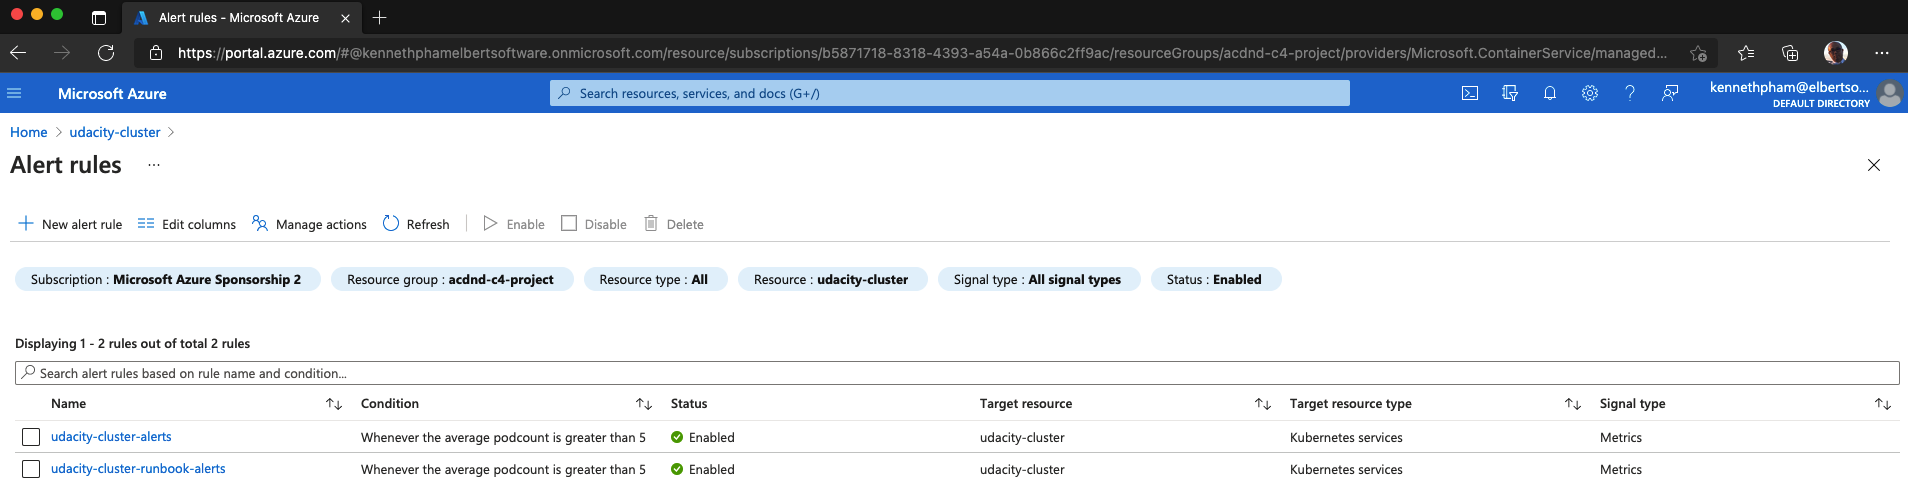 Alert rules - Microsoft Azure
https://portal.azure.com/#@kennethphamelbertsoftware.onmicrosoft.com/resource/subscriptions/b5871718-8318-4393-a54a-0b866c2ff9ac/resourceGroups/acdnd-c4-project/providers/Microsoft.ContainerService/managed...
Microsoft Azure
Search resources, services, and docs (G+/)
kennethpham@elbertso...
DEFAULT DIRECTORY
Home > udacity-cluster >
Alert rules ...
New alert rule Edit columns Manage actions Refresh Enable Disable Delete
Subscription : Microsoft Azure Sponsorship 2 Resource group : acdnd-c4-project Resource type : All Resource : udacity-cluster Signal type : All signal types Status : Enabled
Displaying 1 - 2 rules out of total 2 rules
Search alert rules based on rule name and condition...
Name Condition Status Target resource Target resource type Signal type
udacity-cluster-alerts Whenever the average podcount is greater than 5 Enabled udacity-cluster Kubernetes services Metrics
udacity-cluster-runbook-alerts Whenever the average podcount is greater than 5 Enabled udacity-cluster Kubernetes services Metrics